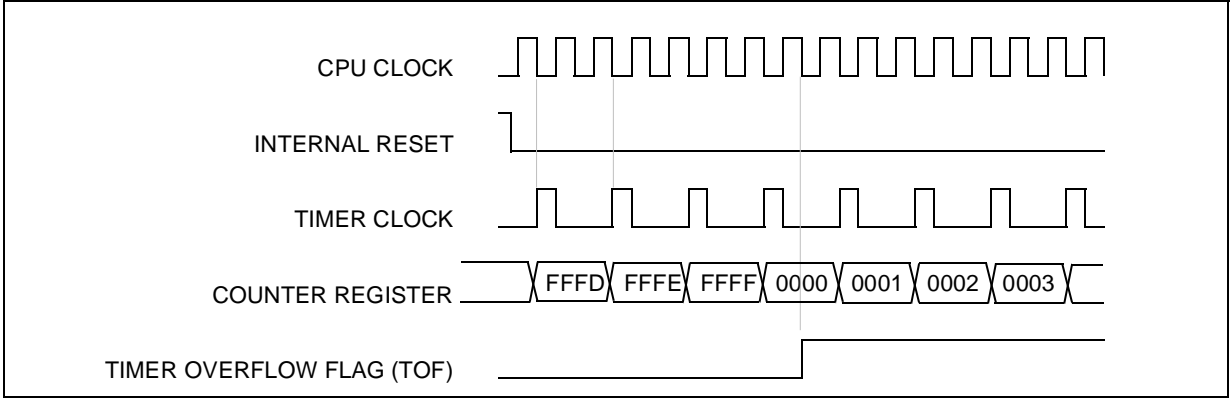 CPU CLOCK
INTERNAL RESET
TIMER CLOCK
COUNTER REGISTER FFFD FFFE FFFF 0000 0001 0002 0003
TIMER OVERFLOW FLAG (TOF)